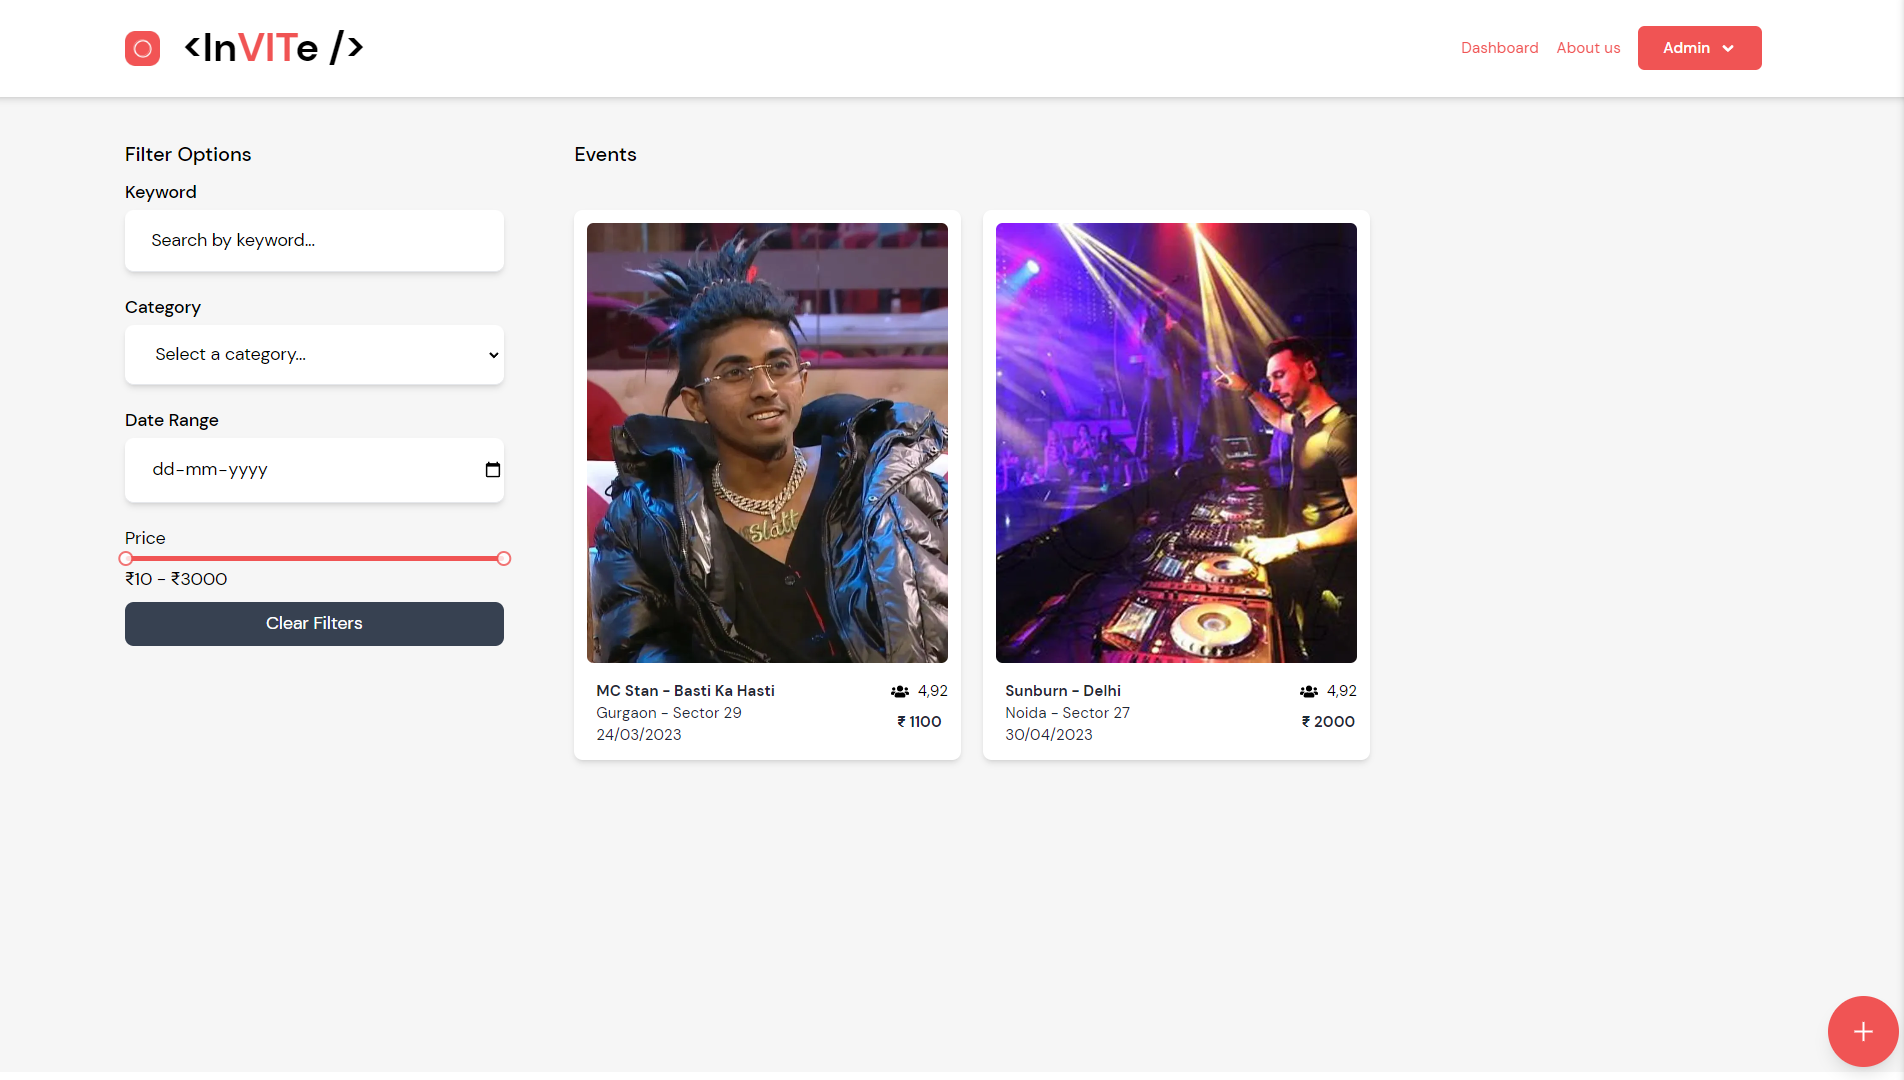 <InVITe />
Dashboard
About us
Admin
Filter Options
Keyword
Search by keyword...
Category
Select a category...
Date Range
dd-mm-yyyy
Price
₹10 - ₹3000
Clear Filters
Events
Slatt
MC Stan - Basti Ka Hasti
4,92
Gurgaon - Sector 29
₹ 1100
24/03/2023
Sunburn - Delhi
4,92
Noida - Sector 27
₹ 2000
30/04/2023